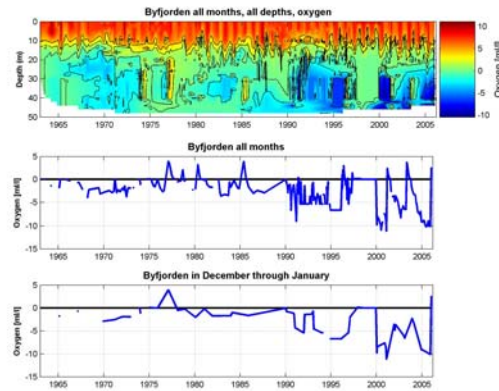 Byfjorden all months, all depths, oxygen
Depth (m)
0
10
20
30
40
50
1965 1970 1975 1980 1985 1990 1995 2000 2005
10
5
0
-5
-10
Oxygen [ml/l]
Byfjorden all months
Oxygen [ml/l]
5
0
-5
-10
-15
1965 1970 1975 1980 1985 1990 1995 2000 2005
Byfjorden in December through January
Oxygen [ml/l]
5
0
-5
-10
-15
1965 1970 1975 1980 1985 1990 1995 2000 2005